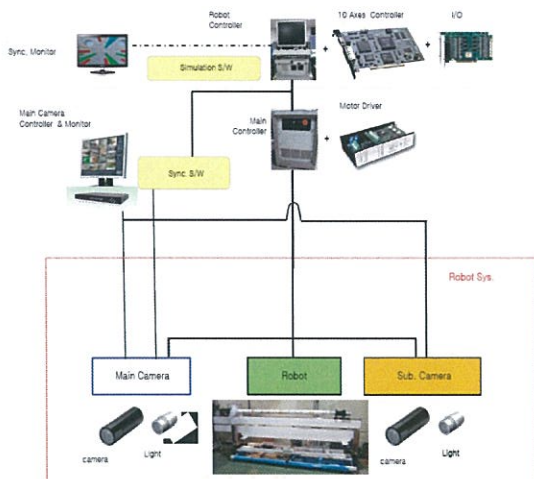 Robot
Controller
10 Axes Controller
I/O
Sync. Monitor
+
+
Simulation S/W
Main Camera
Controller & Monitor
Main
Controller
+
Motor Driver
Sync. S/W
Robot Sys.
Main Camera
Robot
Sub. Camera
camera
Light
camera
Light